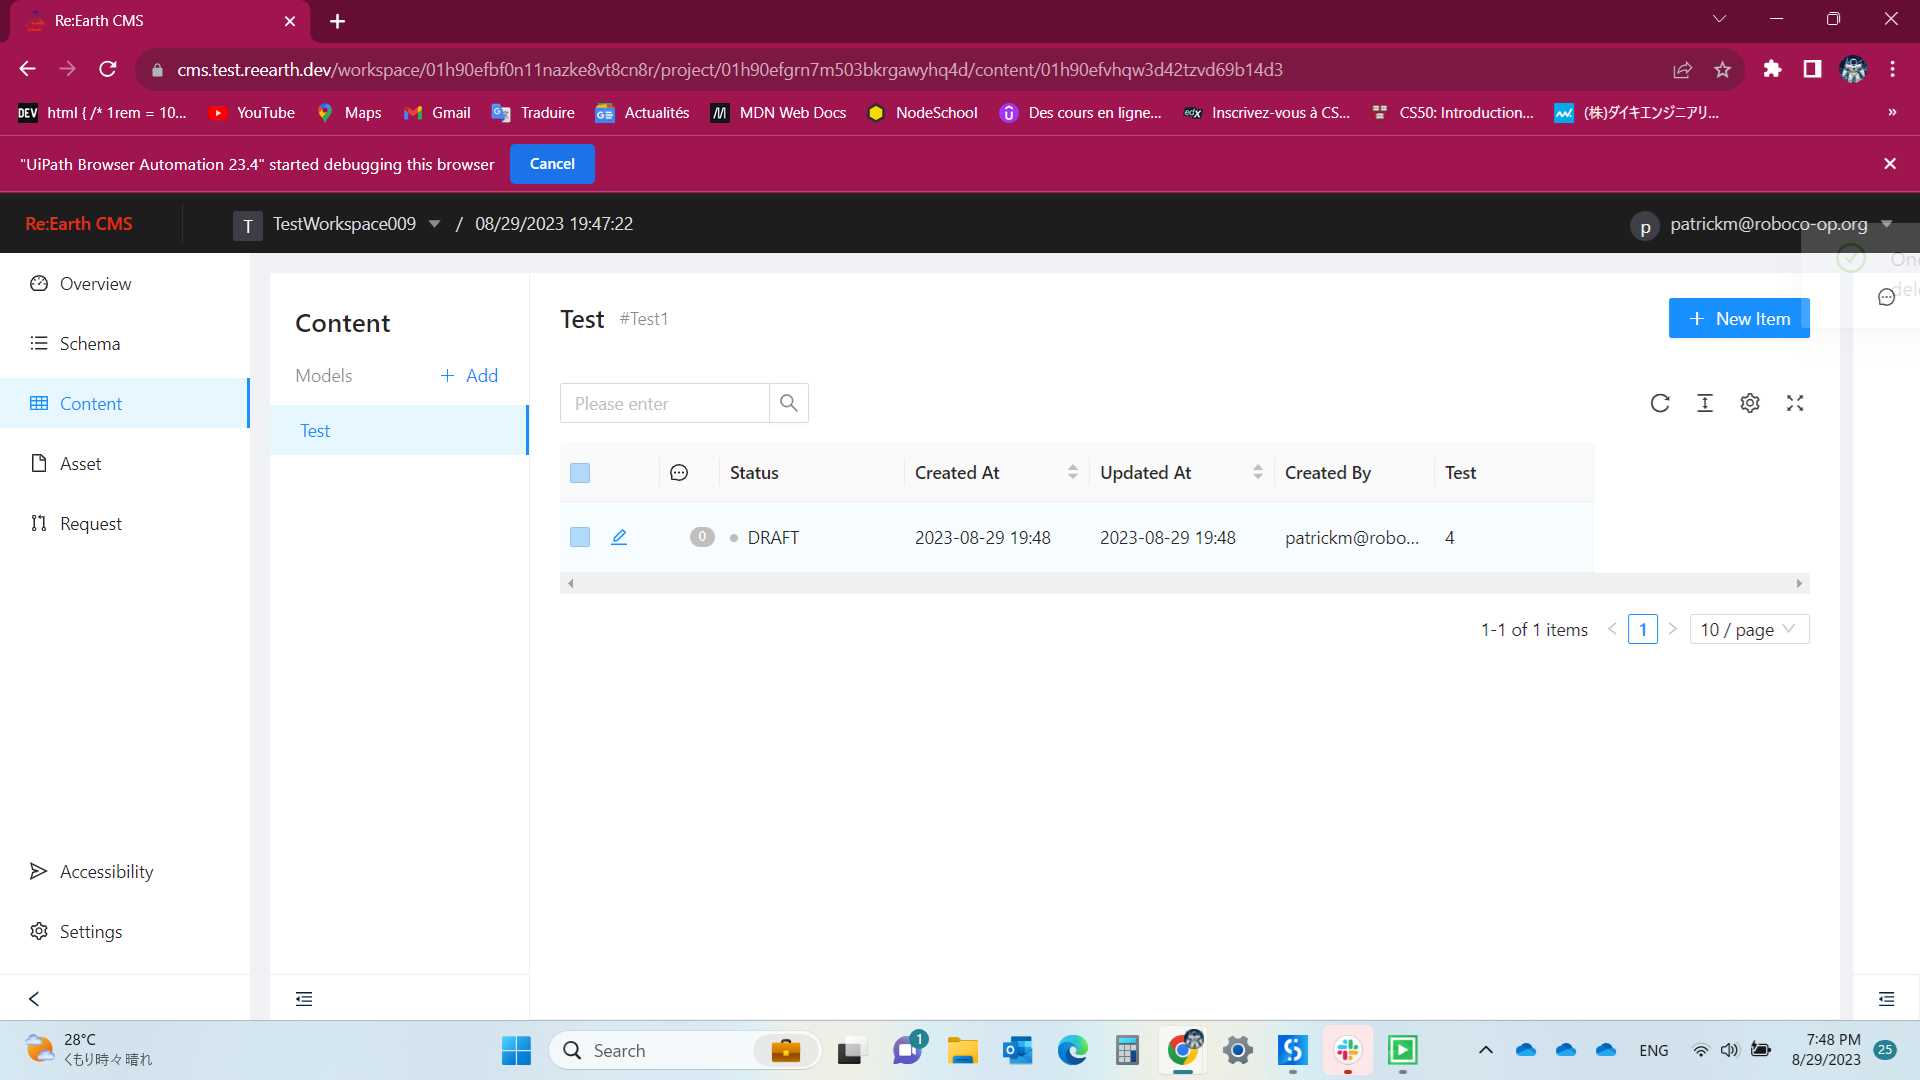 Re:Earth CMS
cms.test.reearth.dev/workspace/01h90efbf0n11nazke8vt8cn8r/project/01h90efgrn7m503bkrgawyhq4d/content/01h90efvhqw3d42tzvd69b14d3
DEV html { /* 1rem = 10... YouTube Maps Gmail Traduire Actualités MDN Web Docs NodeSchool Des cours en ligne... edX Inscrivez-vous à CS... CS50: Introduction... (株)ダイキエンジニアリ... »
"UiPath Browser Automation 23.4" started debugging this browser Cancel
Re:Earth CMS T TestWorkspace009 / 08/29/2023 19:47:22 p patrickm@roboco-op.org
Overview
Schema
Content
Asset
Request
Accessibility
Settings
Content
Models + Add
Test
Test #Test1
+ New Item
Please enter
Status Created At Updated At Created By Test
0 DRAFT 2023-08-29 19:48 2023-08-29 19:48 patrickm@robo... 4
1-1 of 1 items < 1 > 10 / page
28°C
くもり時々晴れ
Search
1
ENG
7:48 PM
8/29/2023
25